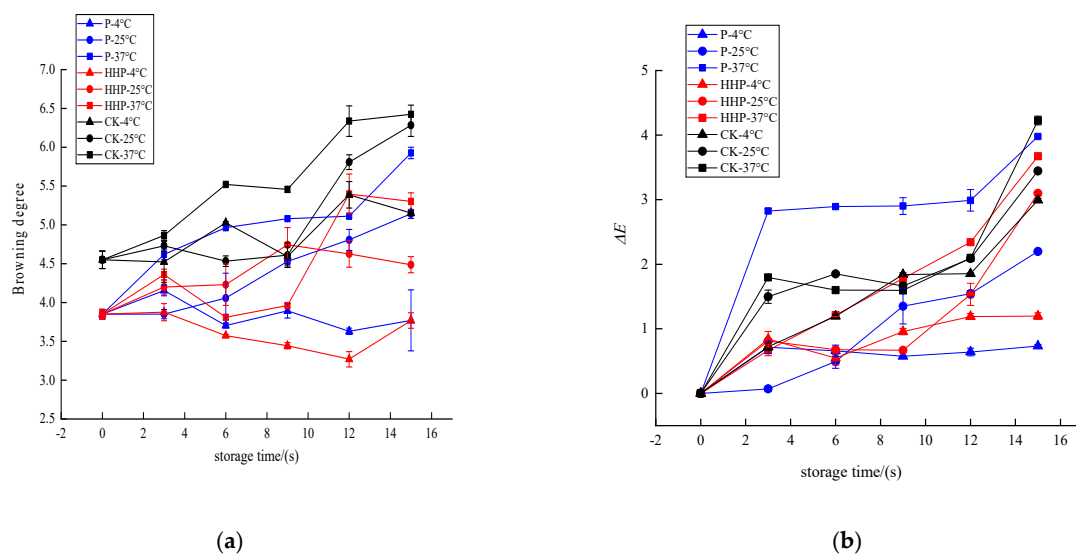 P-4°C
P-25°C
P-37°C
HHP-4°C
HHP-25°C
HHP-37°C
CK-4°C
CK-25°C
CK-37°C
7.0
6.5
6.0
5.5
5.0
4.5
4.0
3.5
3.0
2.5
Browning degree
-2 0 2 4 6 8 10 12 14 16
storage time/(s)
(a)
P-4°C
P-25°C
P-37°C
HHP-4°C
HHP-25°C
HHP-37°C
CK-4°C
CK-25°C
CK-37°C
5
4
3
2
1
0
ΔE
-2 0 2 4 6 8 10 12 14 16
storage time/(s)
(b)